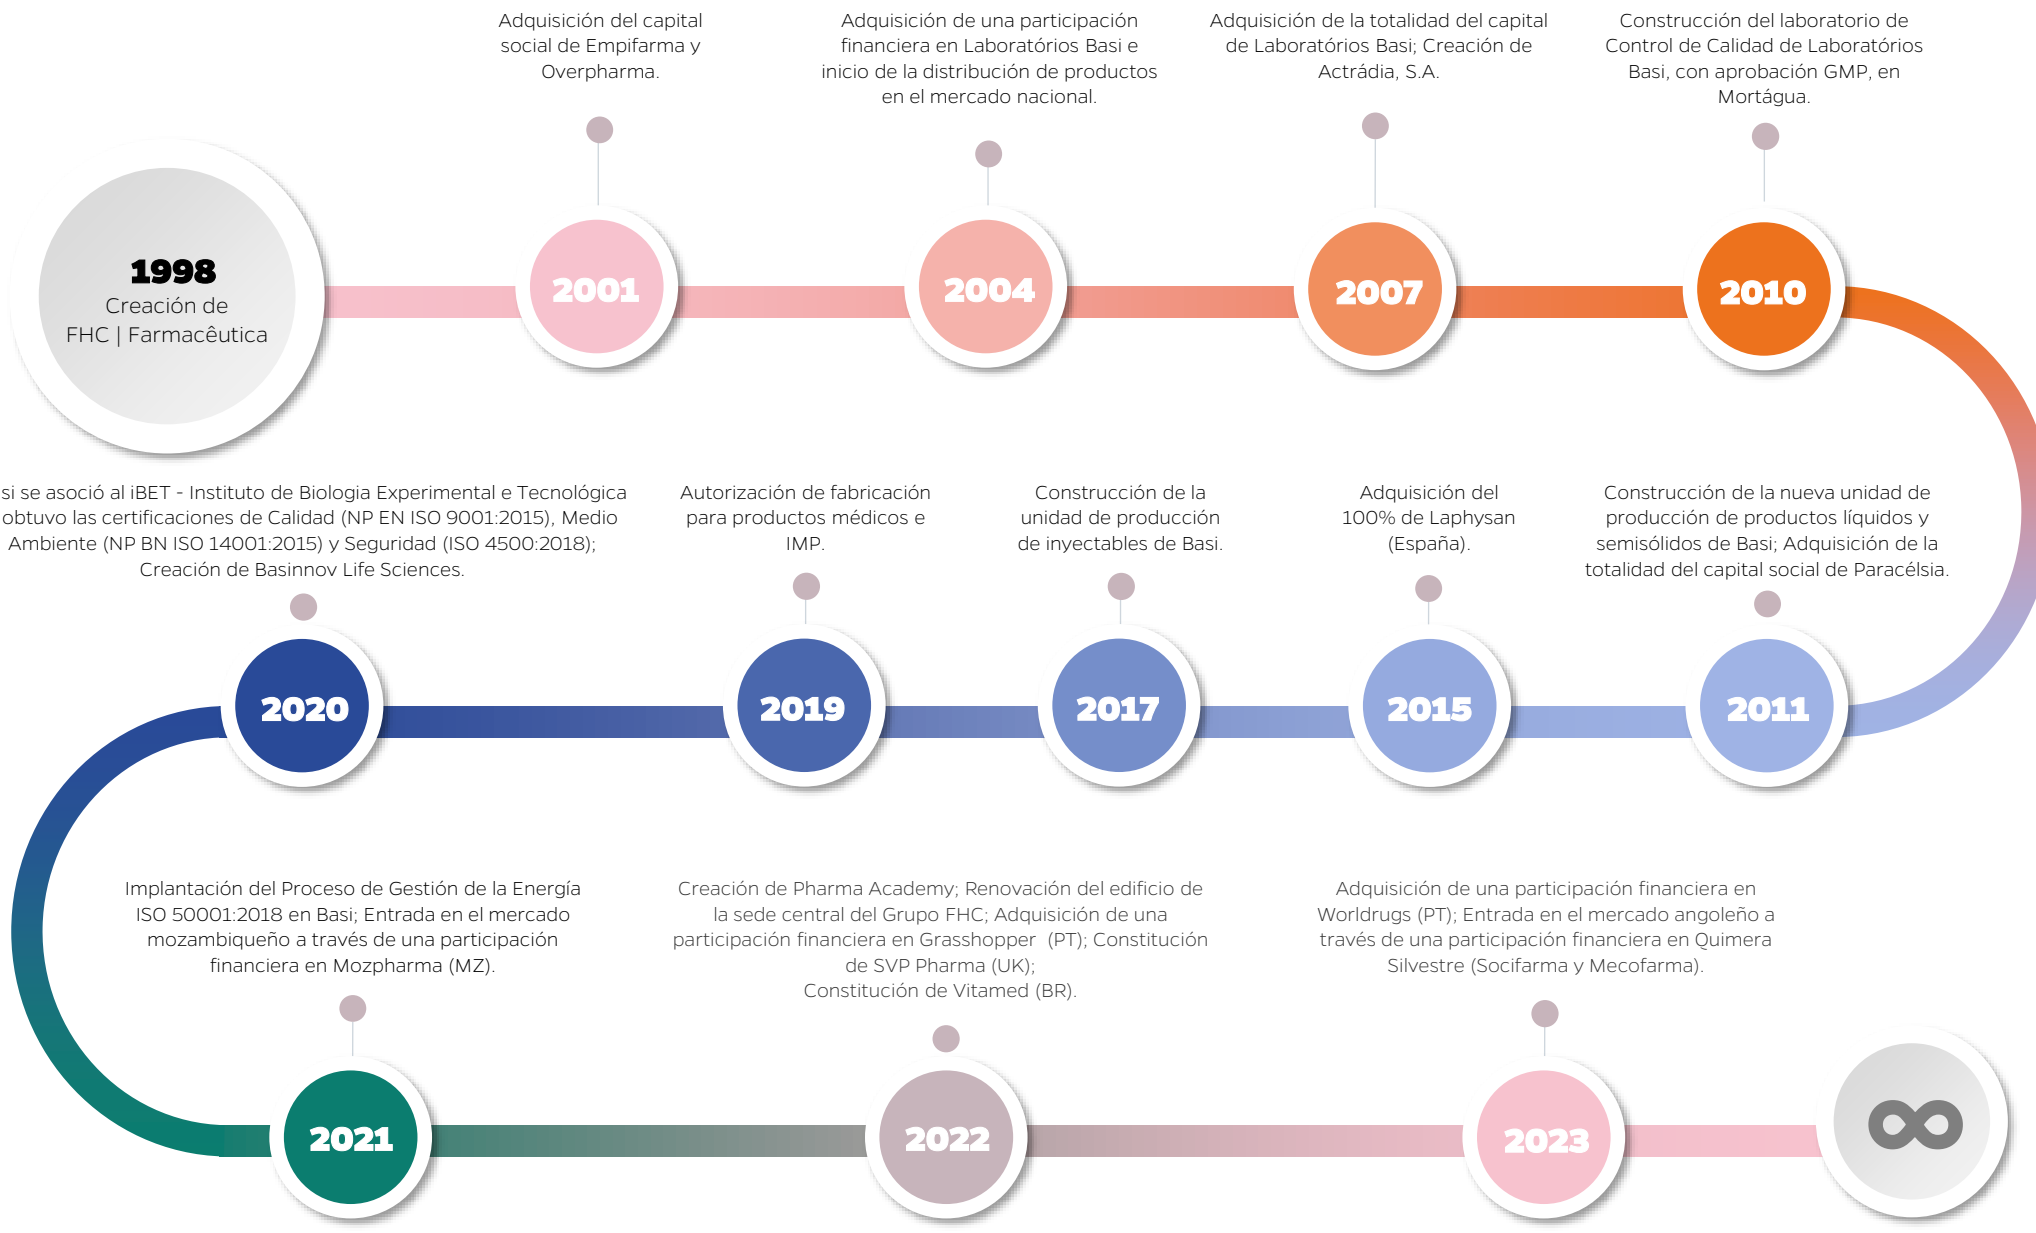 Adquisición del capital
social de Empifarma y
Overpharma.
Adquisición de una participación
financiera en Laboratórios Basi e
inicio de la distribución de productos
en el mercado nacional.
Adquisición de la totalidad del capital
de Laboratórios Basi; Creación de
Actrádia, S.A.
Construcción del laboratorio de
Control de Calidad de Laboratórios
Basi, con aprobación GMP, en
Mortágua.
1998
Creación de
FHC | Farmacêutica
2001
2004
2007
2010
si se asoció al iBET - Instituto de Biologia Experimental e Tecnológica
obtuvo las certificaciones de Calidad (NP EN ISO 9001:2015), Medio
Ambiente (NP BN ISO 14001:2015) y Seguridad (ISO 4500:2018);
Creación de Basinnov Life Sciences.
Autorización de fabricación
para productos médicos e
IMP.
Construcción de la
unidad de producción
de inyectables de Basi.
Adquisición del
100% de Laphysan
(España).
Construcción de la nueva unidad de
producción de productos líquidos y
semisólidos de Basi; Adquisición de la
totalidad del capital social de Paracélsia.
2020
2019
2017
2015
2011
Implantación del Proceso de Gestión de la Energía
ISO 50001:2018 en Basi; Entrada en el mercado
mozambiqueño a través de una participación
financiera en Mozpharma (MZ).
Creación de Pharma Academy; Renovación del edificio de
la sede central del Grupo FHC; Adquisición de una
participación financiera en Grasshopper (PT); Constitución
de SVP Pharma (UK);
Constitución de Vitamed (BR).
Adquisición de una participación financiera en
Worldrugs (PT); Entrada en el mercado angoleño a
través de una participación financiera en Quimera
Silvestre (Socifarma y Mecofarma).
2021
2022
2023
∞